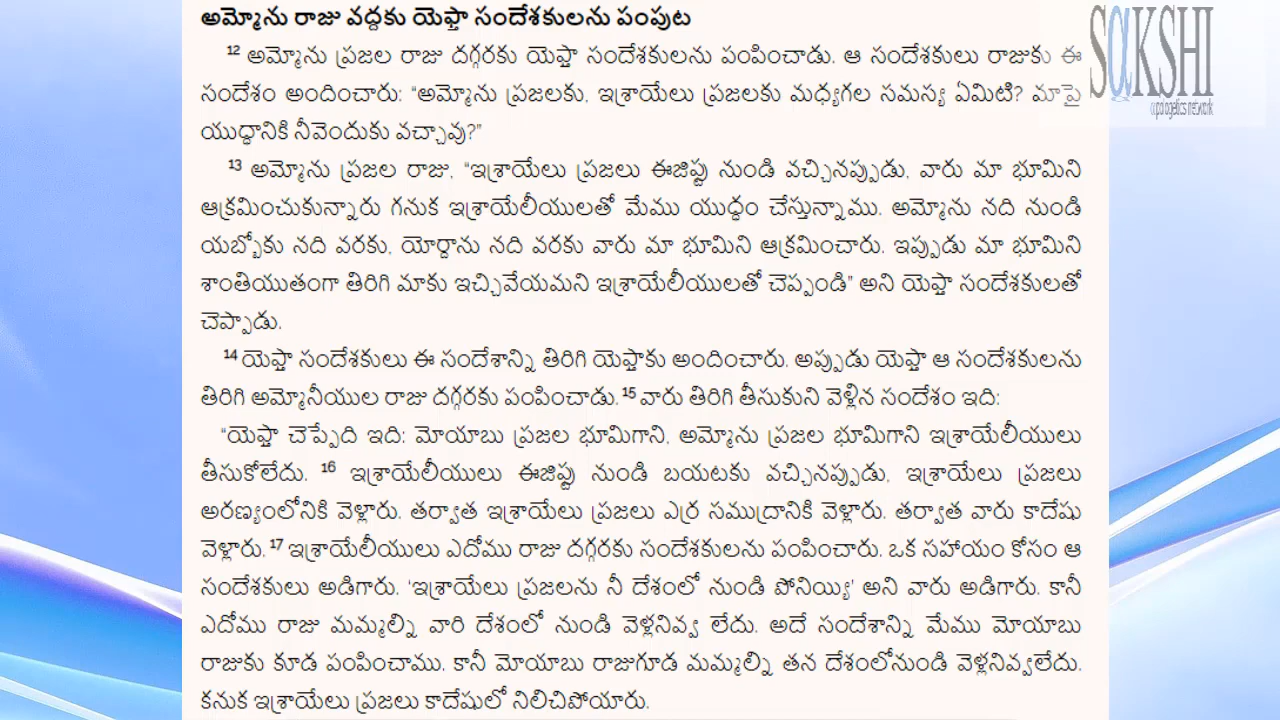 అమ్మోను రాజు వద్దకు యెఫ్తా సందేశకులను పంపుట
12 అమ్మోను ప్రజల రాజు దగ్గరకు యెఫ్తా సందేశకులను పంపించాడు. ఆ సందేశకులు రాజుకు ఈ
సందేశం అందించారు: “అమ్మోను ప్రజలకు, ఇశ్రాయేలు ప్రజలకు మధ్యగల సమస్య ఏమిటి? మాపై
యుద్ధానికి నీవెందుకు వచ్చావు?”
13 అమ్మోను ప్రజల రాజు, “ఇశ్రాయేలు ప్రజలు ఈజిప్టు నుండి వచ్చినప్పుడు, వారు మా భూమిని
ఆక్రమించుకున్నారు గనుక ఇశ్రాయేలీయులతో మేము యుద్ధం చేస్తున్నాము. అమ్మోను నది నుండి
యబ్బోకు నది వరకు, యోర్దాను నది వరకు వారు మా భూమిని ఆక్రమించారు. ఇప్పుడు మా భూమిని
శాంతియుతంగా తిరిగి మాకు ఇచ్చివేయమని ఇశ్రాయేలీయులతో చెప్పండి” అని యెఫ్తా సందేశకులతో
చెప్పాడు.
14 యెఫ్తా సందేశకులు ఈ సందేశాన్ని తిరిగి యెఫ్తాకు అందించారు. అప్పుడు యెఫ్తా ఆ సందేశకులను
తిరిగి అమ్మోనీయుల రాజు దగ్గరకు పంపించాడు. 15 వారు తిరిగి తీసుకుని వెళ్లిన సందేశం ఇది:
“యెఫ్తా చెప్పేది ఇది: మోయాబు ప్రజల భూమిగాని, అమ్మోను ప్రజల భూమిగాని ఇశ్రాయేలీయులు
తీసుకోలేదు. 16 ఇశ్రాయేలీయులు ఈజిప్టు నుండి బయటకు వచ్చినప్పుడు, ఇశ్రాయేలు ప్రజలు
అరణ్యంలోనికి వెళ్లారు. తర్వాత ఇశ్రాయేలు ప్రజలు ఎర్ర సముద్రానికి వెళ్లారు. తర్వాత వారు కాదేషు
వెళ్లారు. 17 ఇశ్రాయేలీయులు ఎదోము రాజు దగ్గరకు సందేశకులను పంపించారు. ఒక సహాయం కోసం ఆ
సందేశకులు అడిగారు. ‘ఇశ్రాయేలు ప్రజలను నీ దేశంలో నుండి పోనియ్యి’ అని వారు అడిగారు. కానీ
ఎదోము రాజు మమ్మల్ని వారి దేశంలో నుండి వెళ్లనివ్వ లేదు. అదే సందేశాన్ని మేము మోయాబు
రాజుకు కూడ పంపించాము. కానీ మోయాబు రాజుగూడ మమ్మల్ని తన దేశంలోనుండి వెళ్లనివ్వలేదు.
కనుక ఇశ్రాయేలు ప్రజలు కాదేషులో నిలిచిపోయారు.
SαKSHI
apologetics network